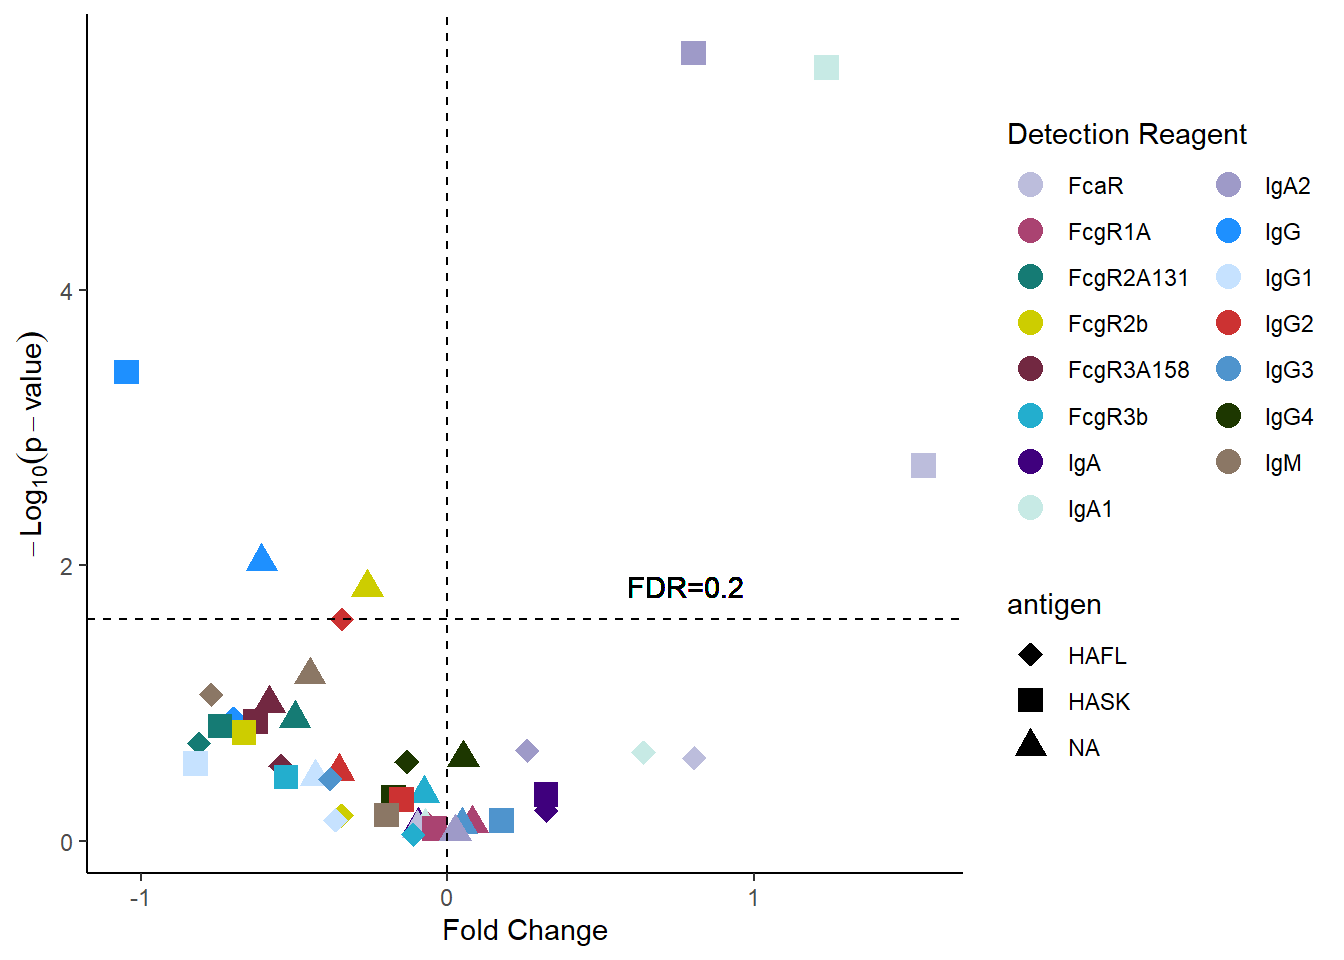 4
2
0
-1
0
1
−Log10(p−value)
Fold Change
FDR=0.2
Detection Reagent
FcaR
FcgR1A
FcgR2A131
FcgR2b
FcgR3A158
FcgR3b
IgA
IgA1
IgA2
IgG
IgG1
IgG2
IgG3
IgG4
IgM
antigen
HAFL
HASK
NA